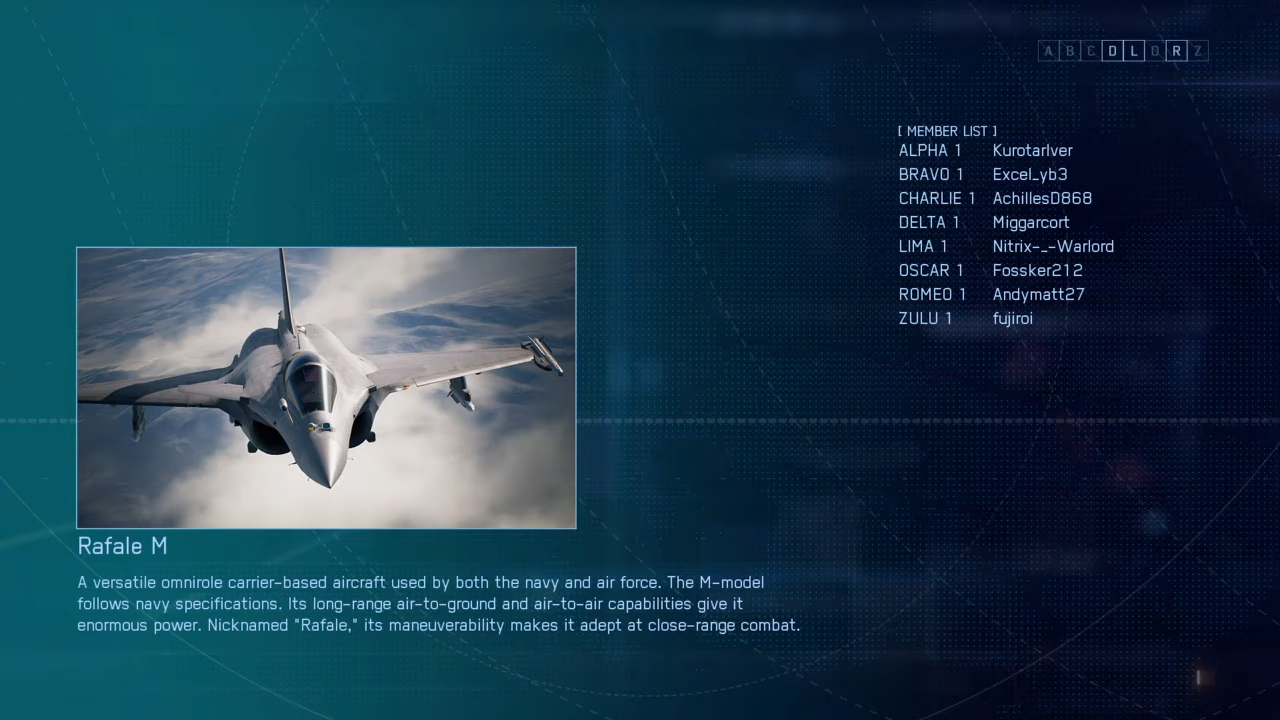 A B C D L O R Z
[ MEMBER LIST ]
ALPHA 1 Kurotarlver
BRAVO 1 Excel_yb3
CHARLIE 1 AchillesD868
DELTA 1 Miggarcort
LIMA 1 Nitrix-_-Warlord
OSCAR 1 Fossker212
ROMEO 1 Andymatt27
ZULU 1 fujiroi
Rafale M
A versatile omnirole carrier-based aircraft used by both the navy and air force. The M-model
follows navy specifications. Its long-range air-to-ground and air-to-air capabilities give it
enormous power. Nicknamed "Rafale," its maneuverability makes it adept at close-range combat.